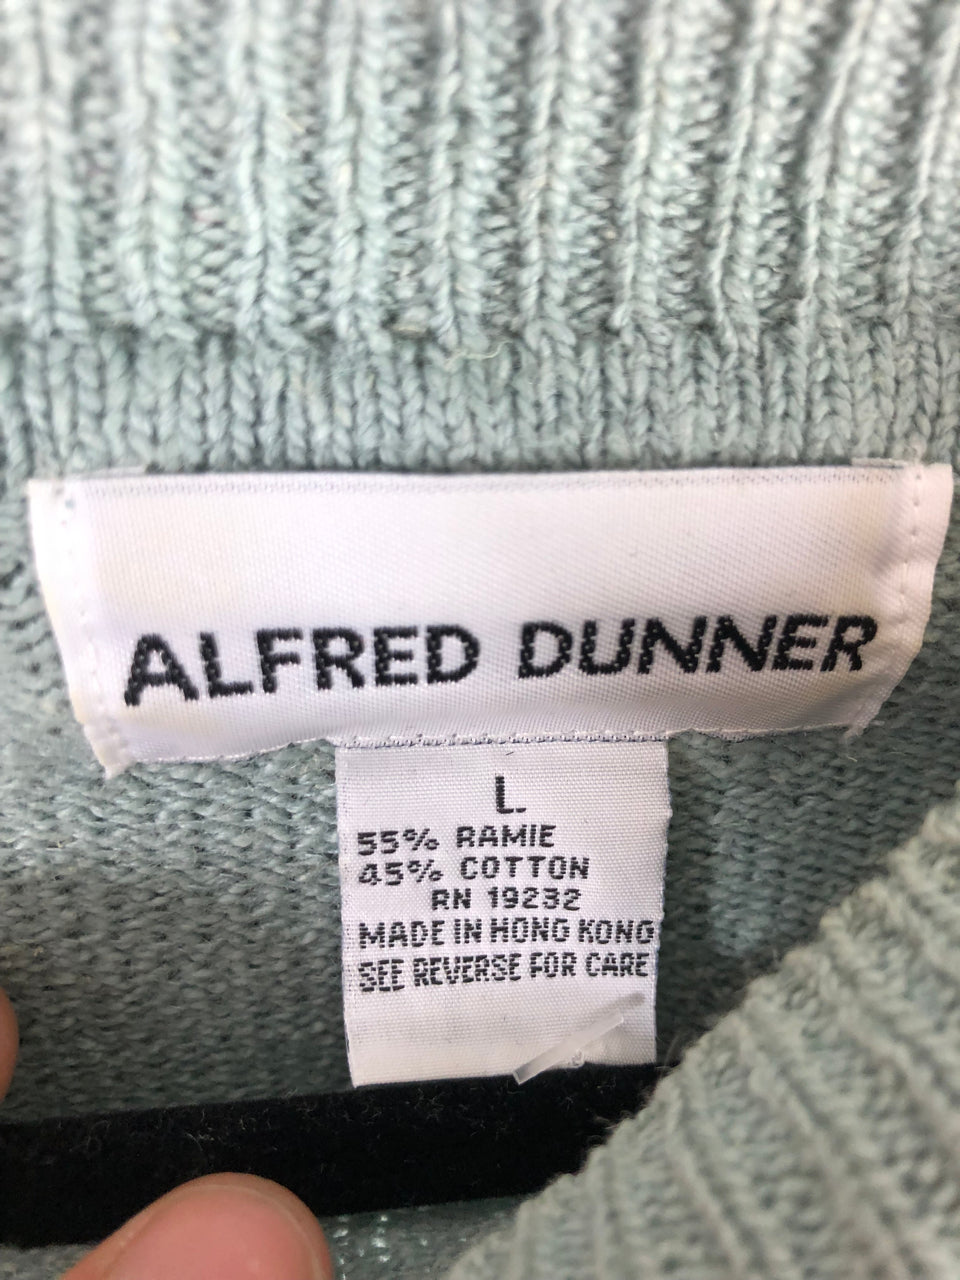 ALFRED DUNNER
L
55% RAMIE
45% COTTON
RN 19232
MADE IN HONG KONG
SEE REVERSE FOR CARE